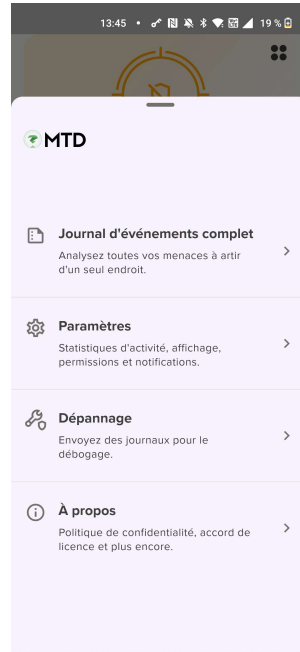 13:45
19 %
MTD
Journal d'événements complet
Analysez toutes vos menaces à artir
d'un seul endroit.
Paramètres
Statistiques d'activité, affichage,
permissions et notifications.
Dépannage
Envoyez des journaux pour le
débogage.
À propos
Politique de confidentialité, accord de
licence et plus encore.